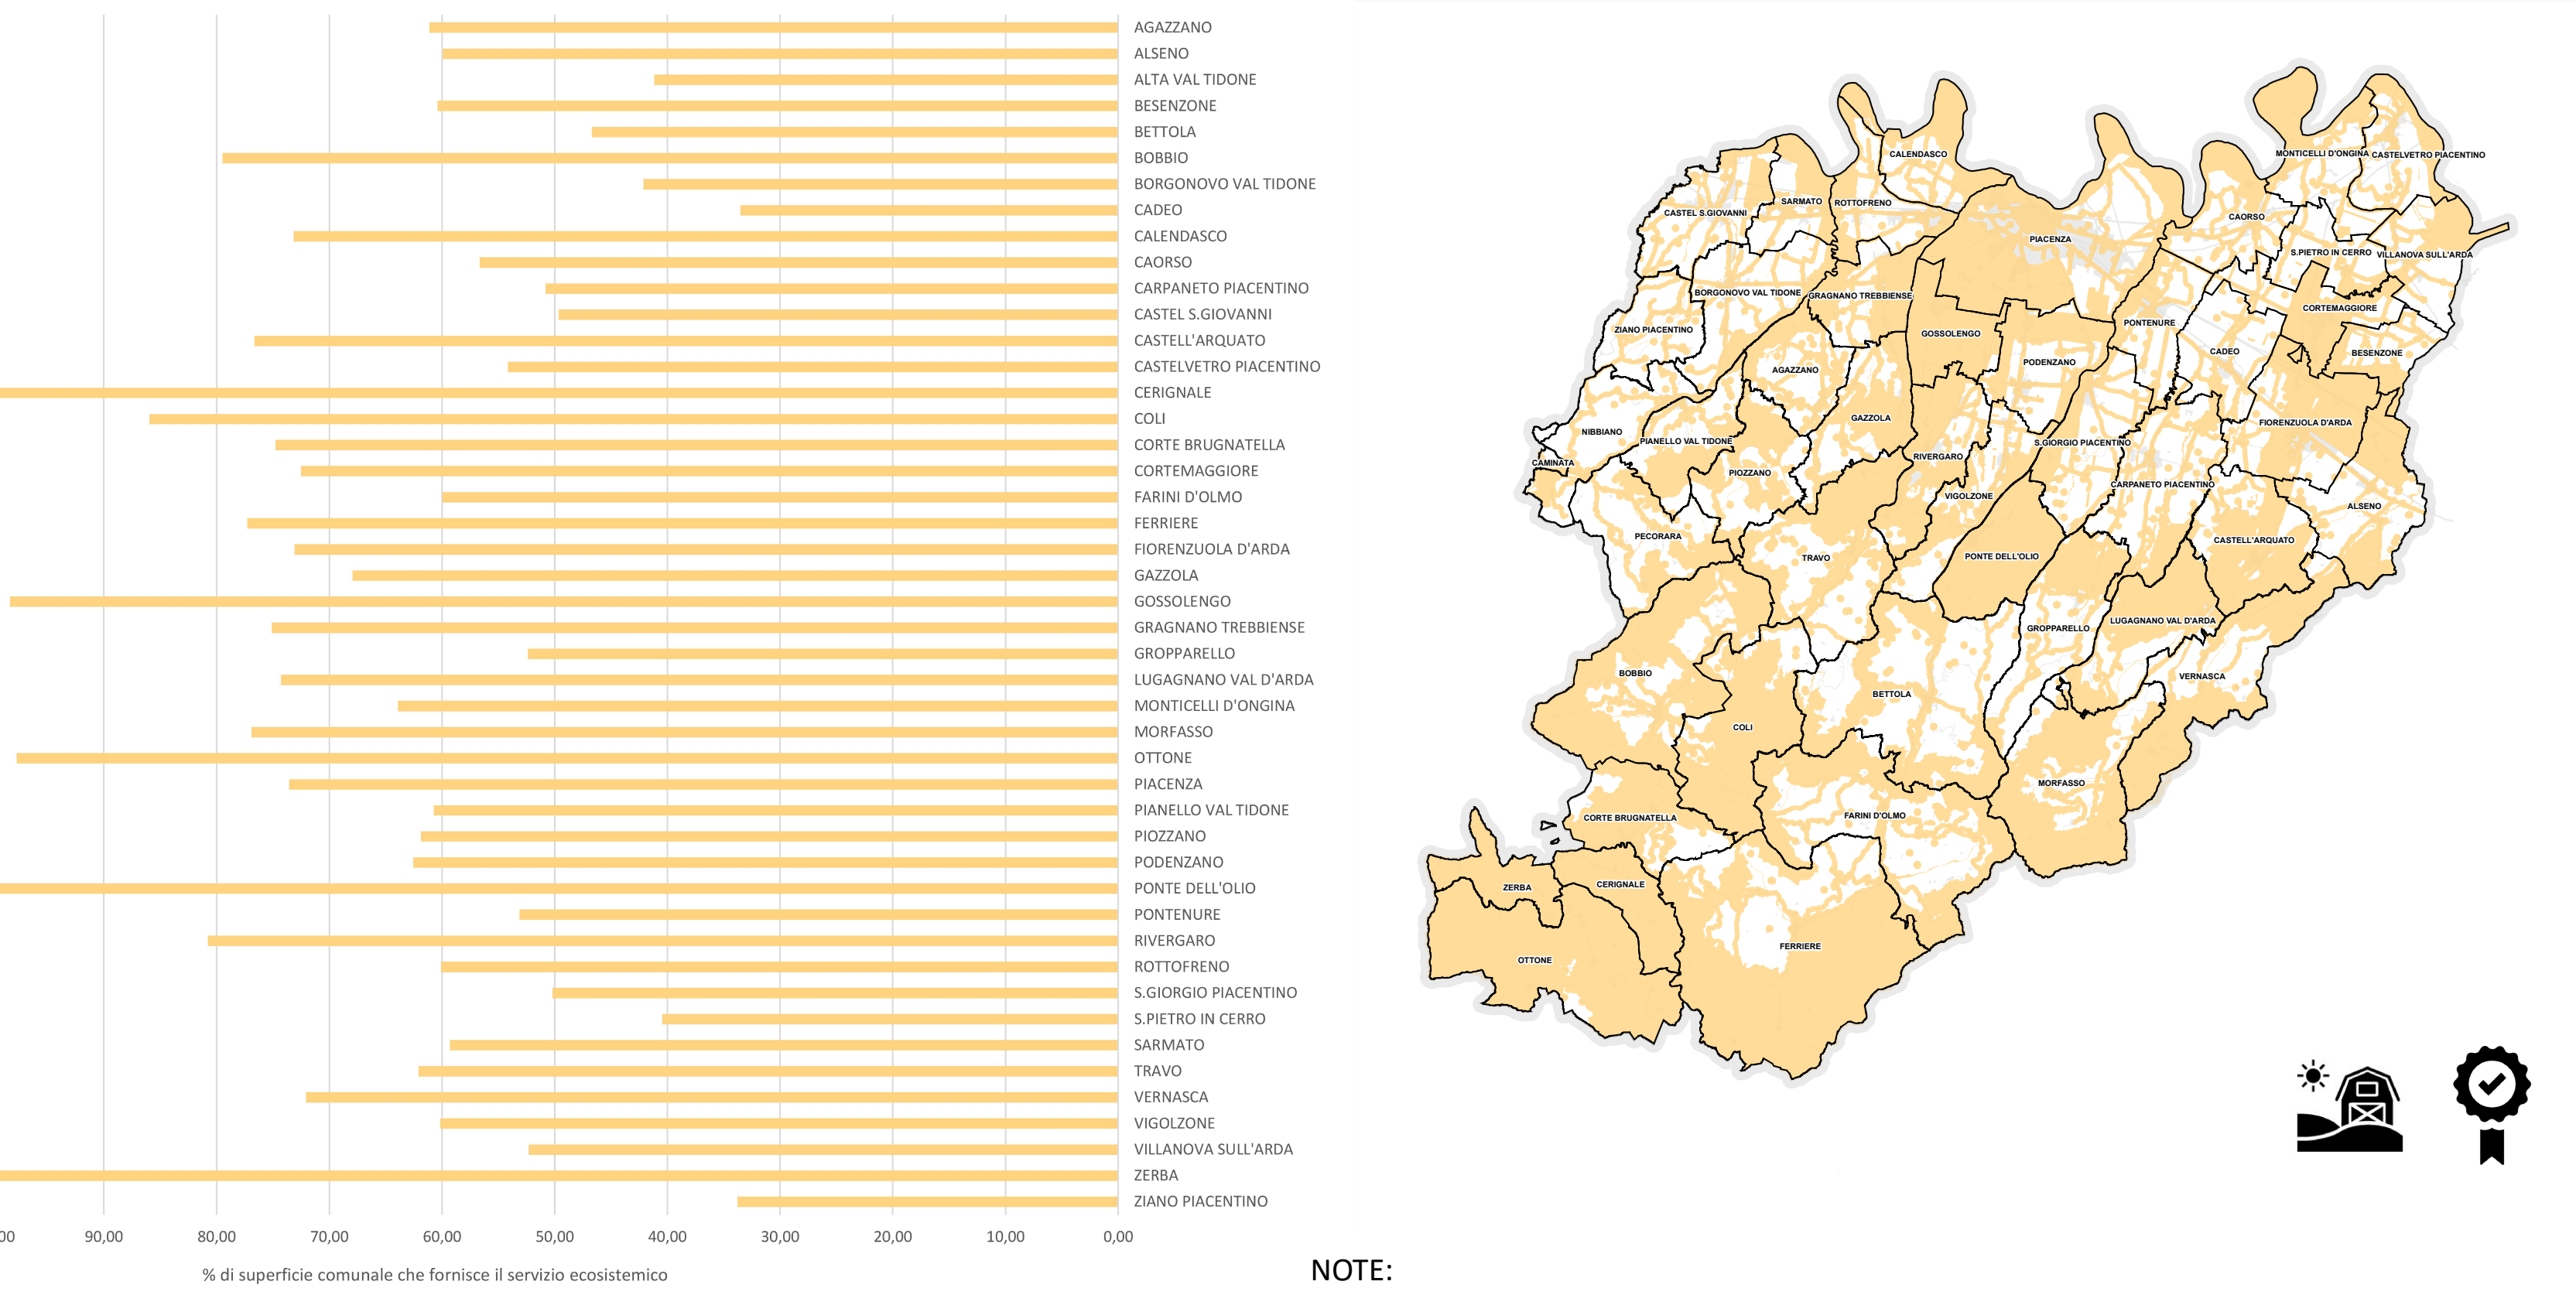 AGAZZANO
ALSENO
ALTA VAL TIDONE
BESENZONE
BETTOLA
BOBBIO
BORGONOVO VAL TIDONE
CADEO
CALENDASCO
CAORSO
CARPANETO PIACENTINO
CASTEL S.GIOVANNI
CASTELL'ARQUATO
CASTELVETRO PIACENTINO
CERIGNALE
COLI
CORTE BRUGNATELLA
CORTEMAGGIORE
FARINI D'OLMO
FERRIERE
FIORENZUOLA D'ARDA
GAZZOLA
GOSSOLENGO
GRAGNANO TREBBIENSE
GROPPARELLO
LUGAGNANO VAL D'ARDA
MONTICELLI D'ONGINA
MORFASSO
OTTONE
PIACENZA
PIANELLO VAL TIDONE
PIOZZANO
PODENZANO
PONTE DELL'OLIO
PONTENURE
RIVERGARO
ROTTOFRENO
S.GIORGIO PIACENTINO
S.PIETRO IN CERRO
SARMATO
TRAVO
VERNASCA
VIGOLZONE
VILLANOVA SULL'ARDA
ZERBA
ZIANO PIACENTINO
00 90,00 80,00 70,00 60,00 50,00 40,00 30,00 20,00 10,00 0,00
% di superficie comunale che fornisce il servizio ecosistemico
MONTICELLI D'ONGINA CASTELVETRO PIACENTINO
CALENDASCO
SARMATO ROTTOFRENO
CASTEL S.GIOVANNI
CAORSO
PIACENZA
S.PIETRO IN CERRO VILLANOVA SULL'ARDA
BORGONOVO VAL TIDONE GRAGNANO TREBBIENSE
CORTEMAGGIORE
ZIANO PIACENTINO
PONTENURE
GOSSOLENGO
CADEO BESENZONE
PODENZANO
AGAZZANO
GAZZOLA
FIORENZUOLA D'ARDA
NIBBIANO
PIANELLO VAL TIDONE
S.GIORGIO PIACENTINO
RIVERGARO
CAMINATA
PIOZZANO
CARPANETO PIACENTINO
VIGOLZONE
ALSENO
PECORARA
CASTELL'ARQUATO
TRAVO
PONTE DELL'OLIO
LUGAGNANO VAL D'ARDA
GROPPARELLO
BOBBIO
VERNASCA
BETTOLA
COLI
MORFASSO
CORTE BRUGNATELLA
FARINI D'OLMO
CERIGNALE
ZERBA
FERRIERE
OTTONE
NOTE: